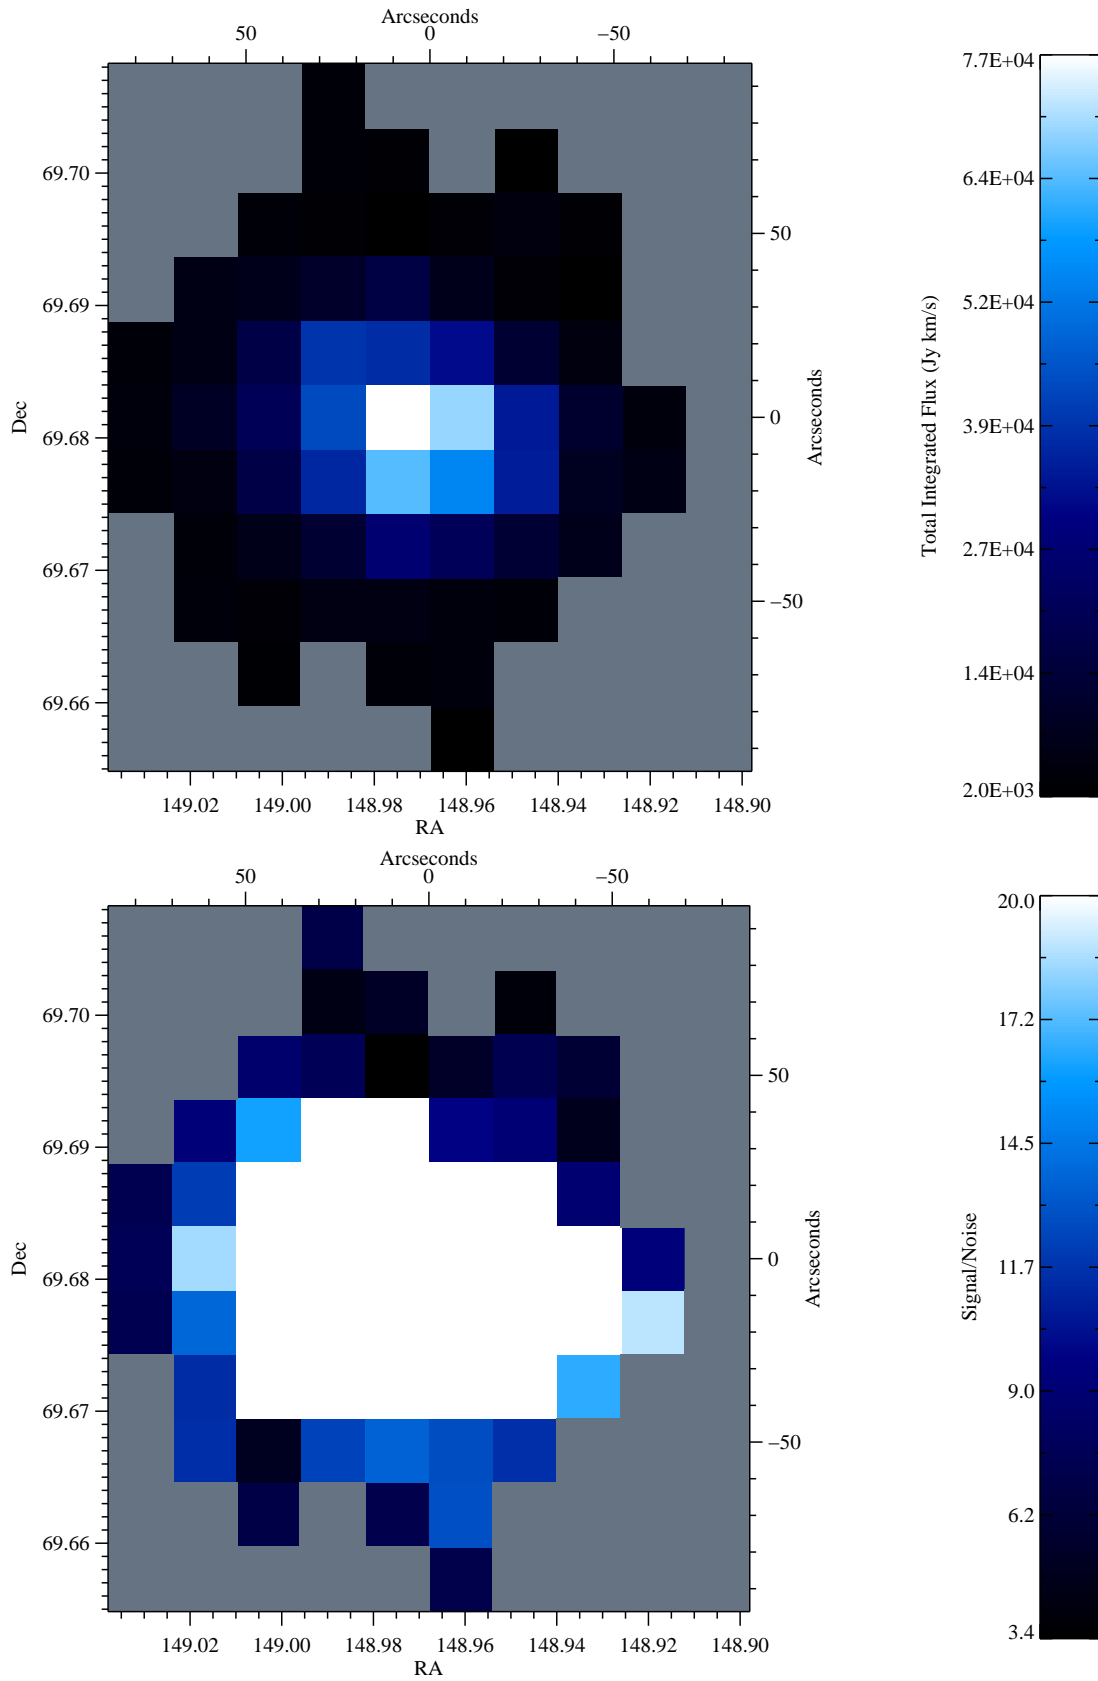 Arcseconds
50 0 −50
69.70
69.69
69.68
69.67
69.66
Dec
50
0
−50
Arcseconds
149.02 149.00 148.98 148.96 148.94 148.92 148.90
RA
7.7E+04
6.4E+04
5.2E+04
3.9E+04
2.7E+04
1.4E+04
2.0E+03
Total Integrated Flux (Jy km/s)
Arcseconds
50 0 −50
69.70
69.69
69.68
69.67
69.66
Dec
50
0
−50
Arcseconds
149.02 149.00 148.98 148.96 148.94 148.92 148.90
RA
20.0
17.2
14.5
11.7
9.0
6.2
3.4
Signal/Noise